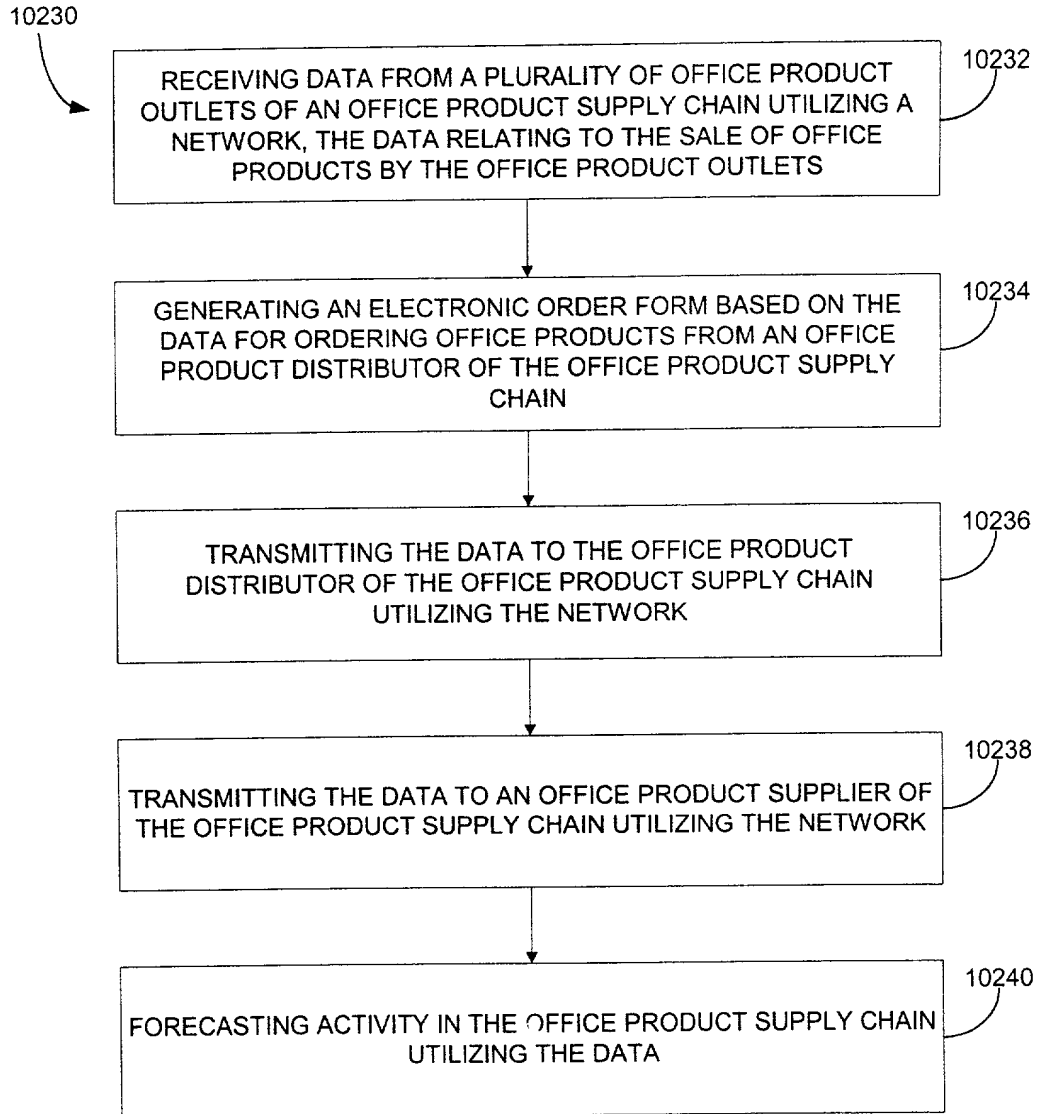 10230
10232
RECEIVING DATA FROM A PLURALITY OF OFFICE PRODUCT
OUTLETS OF AN OFFICE PRODUCT SUPPLY CHAIN UTILIZING A
NETWORK, THE DATA RELATING TO THE SALE OF OFFICE
PRODUCTS BY THE OFFICE PRODUCT OUTLETS
10234
GENERATING AN ELECTRONIC ORDER FORM BASED ON THE
DATA FOR ORDERING OFFICE PRODUCTS FROM AN OFFICE
PRODUCT DISTRIBUTOR OF THE OFFICE PRODUCT SUPPLY
CHAIN
10236
TRANSMITTING THE DATA TO THE OFFICE PRODUCT
DISTRIBUTOR OF THE OFFICE PRODUCT SUPPLY CHAIN
UTILIZING THE NETWORK
10238
TRANSMITTING THE DATA TO AN OFFICE PRODUCT SUPPLIER OF
THE OFFICE PRODUCT SUPPLY CHAIN UTILIZING THE NETWORK
10240
FORECASTING ACTIVITY IN THE OFFICE PRODUCT SUPPLY CHAIN
UTILIZING THE DATA